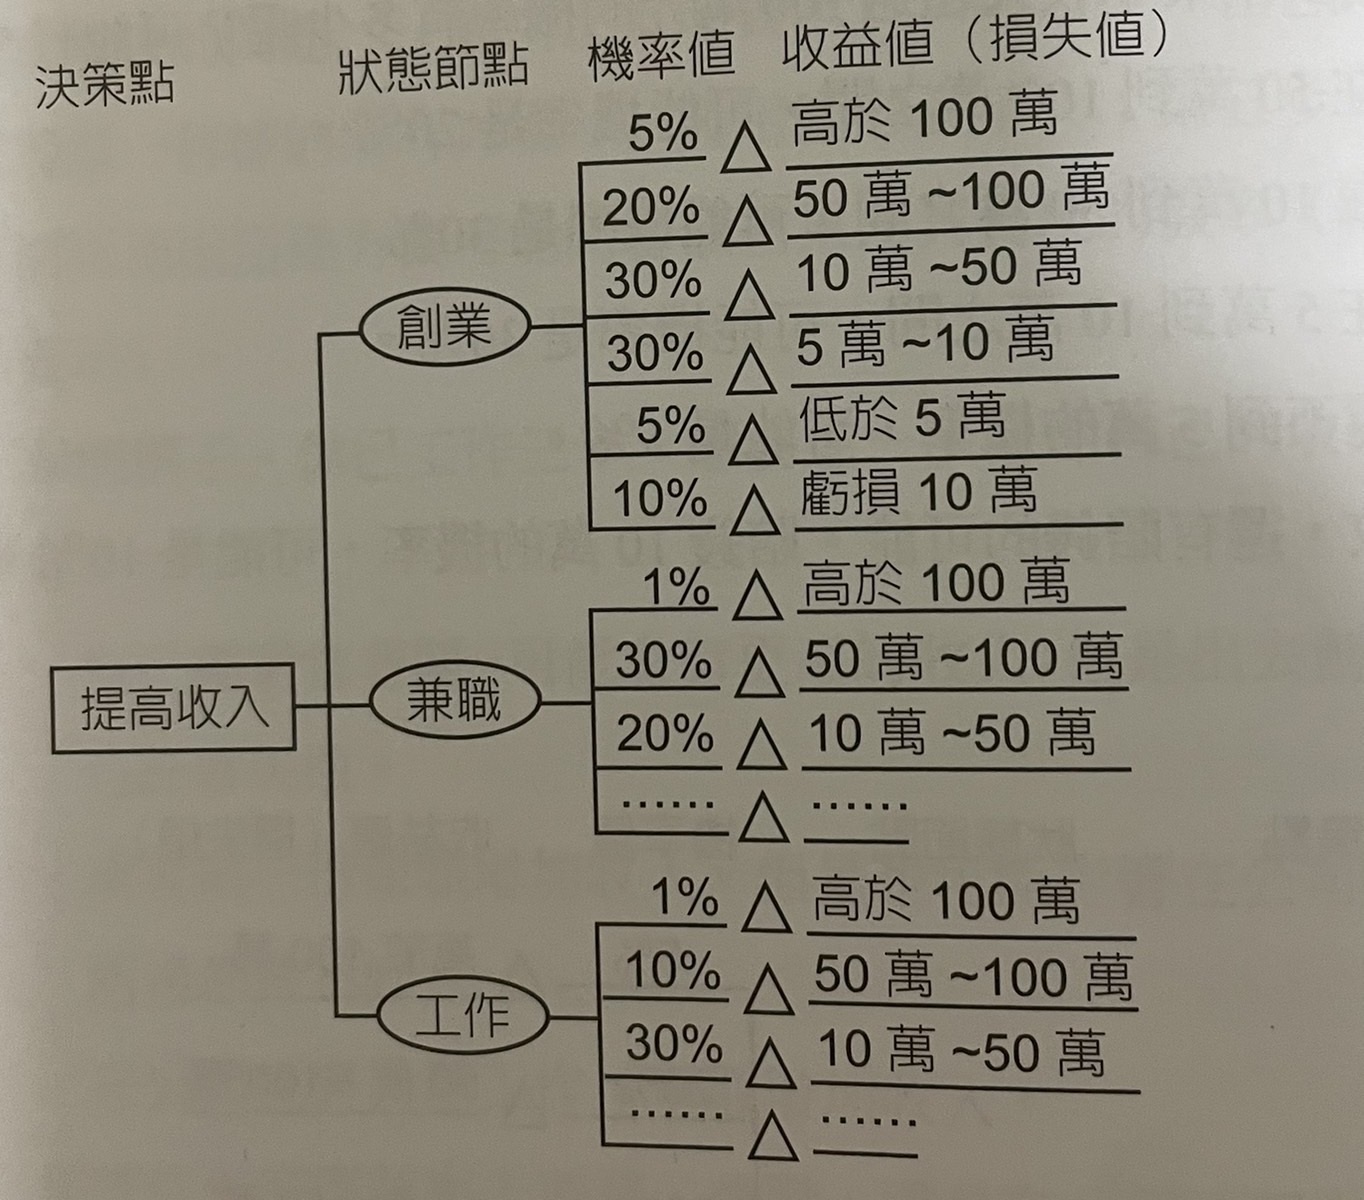 決策點 狀態節點 機率值 收益值（損失值）
5% △ 高於 100 萬
20% △ 50 萬 ~100 萬
30% △ 10 萬 ~50 萬
創業
30% △ 5 萬 ~10 萬
5% △ 低於 5 萬
10% △ 虧損 10 萬
1% △ 高於 100 萬
30% △ 50 萬 ~100 萬
提高收入 兼職
20% △ 10 萬 ~50 萬
…… △ ……
1% △ 高於 100 萬
10% △ 50 萬 ~100 萬
工作
30% △ 10 萬 ~50 萬
…… △ ……